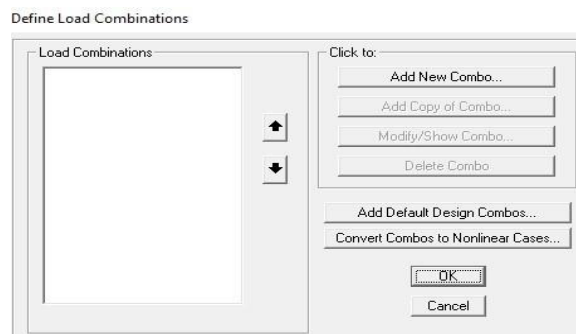 Define Load Combinations
Load Combinations
Click to:
Add New Combo...
Add Copy of Combo...
Modify/Show Combo...
Delete Combo
Add Default Design Combos...
Convert Combos to Nonlinear Cases...
OK
Cancel